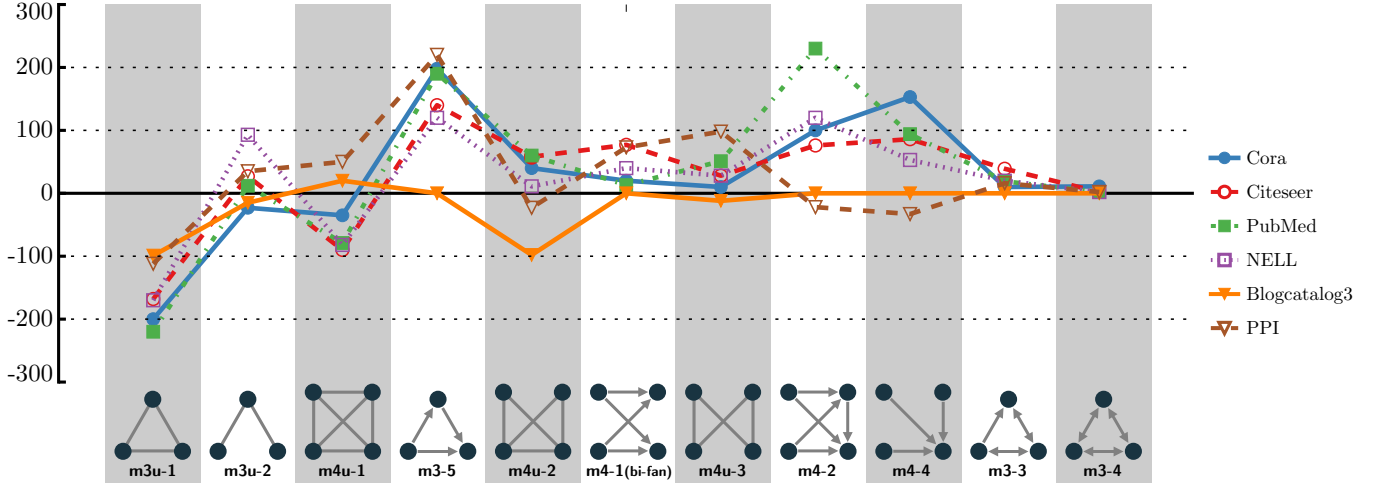 300
200
100
0
-100
-200
-300
Cora
Citeseer
PubMed
NELL
Blogcatalog3
PPI
m3u-1 m3u-2 m4u-1 m3-5 m4u-2 m4-1(bi-fan) m4u-3 m4-2 m4-4 m3-3 m3-4